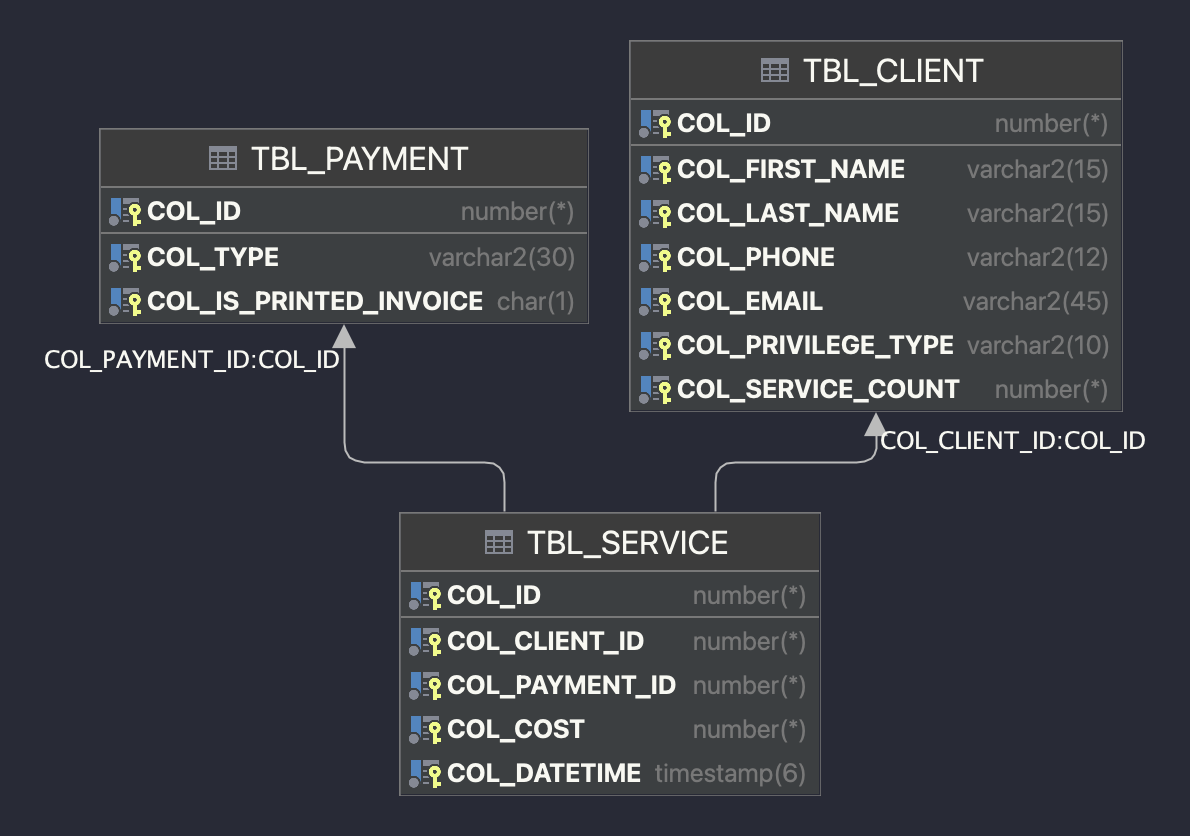 TBL_CLIENT
COL_ID number(*)
COL_FIRST_NAME varchar2(15)
COL_LAST_NAME varchar2(15)
COL_PHONE varchar2(12)
COL_EMAIL varchar2(45)
COL_PRIVILEGE_TYPE varchar2(10)
COL_SERVICE_COUNT number(*)
TBL_PAYMENT
COL_ID number(*)
COL_TYPE varchar2(30)
COL_IS_PRINTED_INVOICE char(1)
COL_PAYMENT_ID:COL_ID
COL_CLIENT_ID:COL_ID
TBL_SERVICE
COL_ID number(*)
COL_CLIENT_ID number(*)
COL_PAYMENT_ID number(*)
COL_COST number(*)
COL_DATETIME timestamp(6)